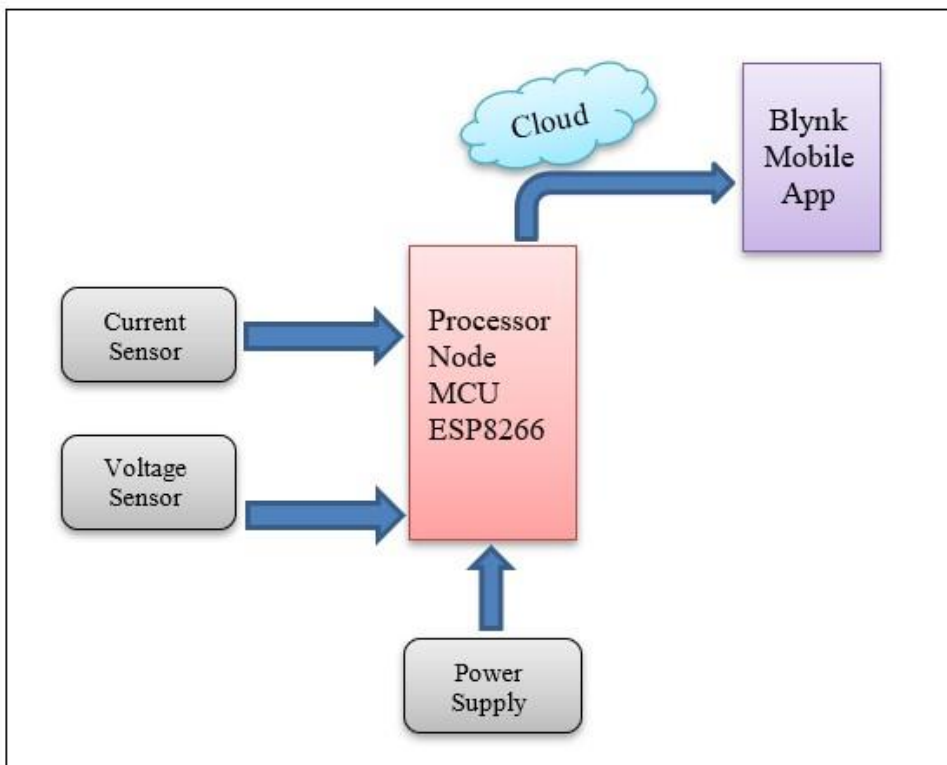 Cloud
Blynk
Mobile
App
Current
Sensor
Processor
Node
MCU
ESP8266
Voltage
Sensor
Power
Supply